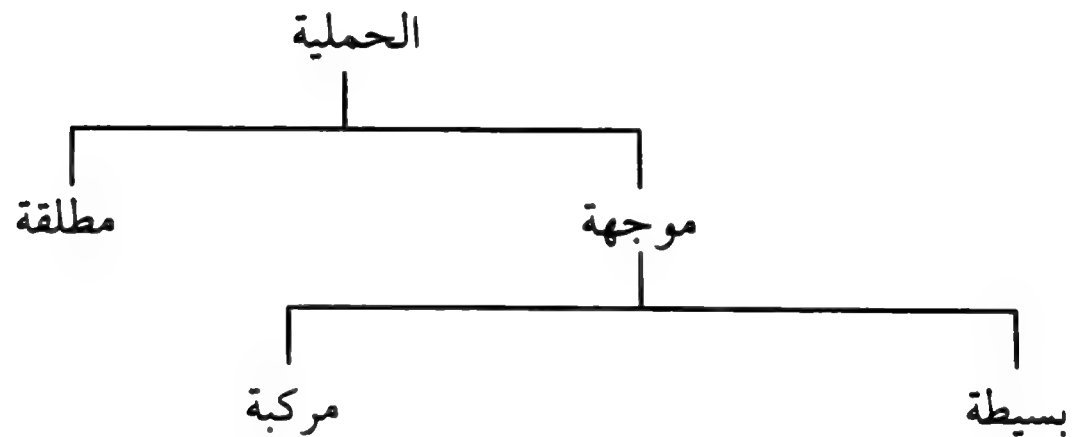 الحملية
موجهة
مطلقة
بسيطة
مركبة